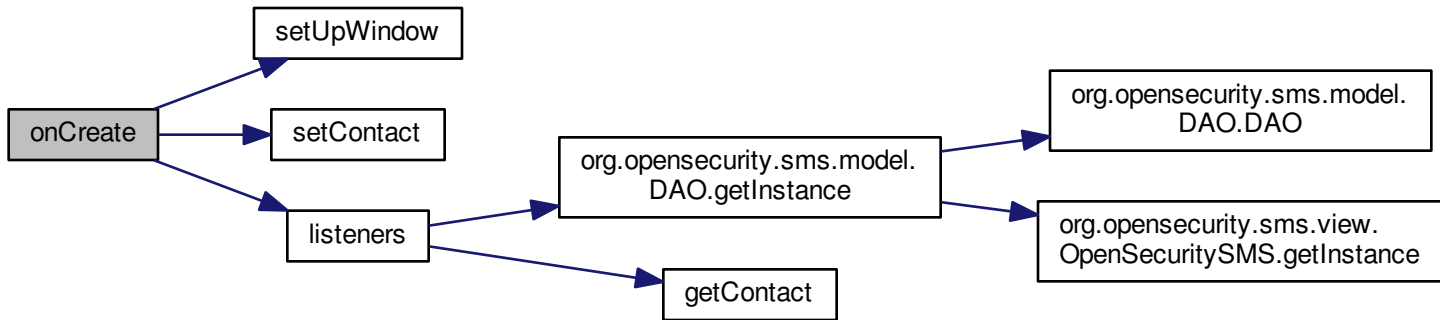 onCreate
setUpWindow
setContact
listeners
org.opensecurity.sms.model.
DAO.getInstance
getContact
org.opensecurity.sms.model.
DAO.DAO
org.opensecurity.sms.view.
OpenSecuritySMS.getInstance